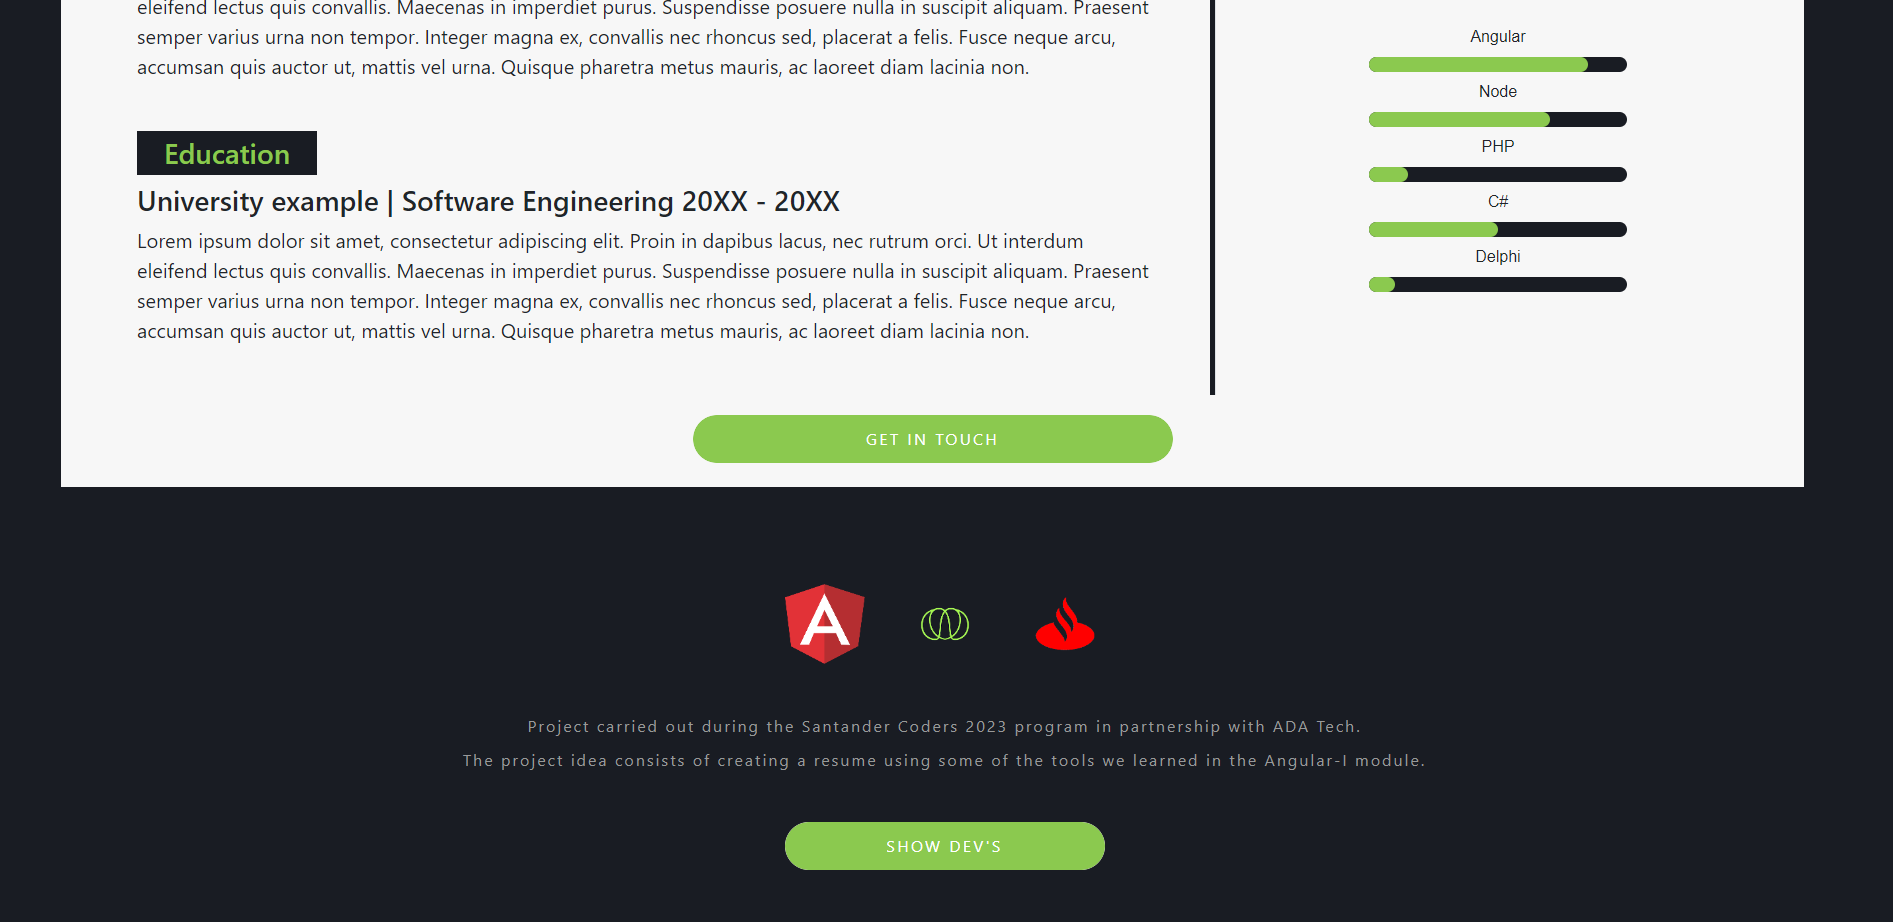 eleifend lectus quis convallis. Maecenas in imperdiet purus. Suspendisse posuere nulla in suscipit aliquam. Praesent
semper varius urna non tempor. Integer magna ex, convallis nec rhoncus sed, placerat a felis. Fusce neque arcu,
accumsan quis auctor ut, mattis vel urna. Quisque pharetra metus mauris, ac laoreet diam lacinia non.
Education
University example | Software Engineering 20XX - 20XX
Lorem ipsum dolor sit amet, consectetur adipiscing elit. Proin in dapibus lacus, nec rutrum orci. Ut interdum
eleifend lectus quis convallis. Maecenas in imperdiet purus. Suspendisse posuere nulla in suscipit aliquam. Praesent
semper varius urna non tempor. Integer magna ex, convallis nec rhoncus sed, placerat a felis. Fusce neque arcu,
accumsan quis auctor ut, mattis vel urna. Quisque pharetra metus mauris, ac laoreet diam lacinia non.
Angular
Node
PHP
C#
Delphi
GET IN TOUCH
A
Project carried out during the Santander Coders 2023 program in partnership with ADA Tech.
The project idea consists of creating a resume using some of the tools we learned in the Angular-I module.
SHOW DEV'S